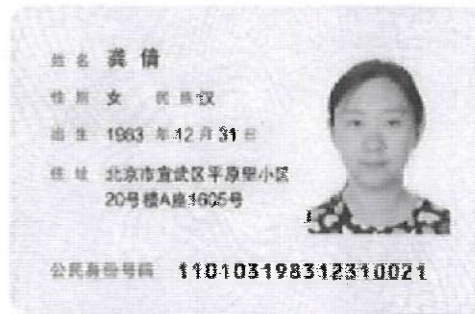 姓名 龚倩
性别 女 民族 汉
出生 1983 年 12 月 31 日
住址 北京市宣武区平原里小区
20号楼A座1605号
公民身份号码 110103198312310021